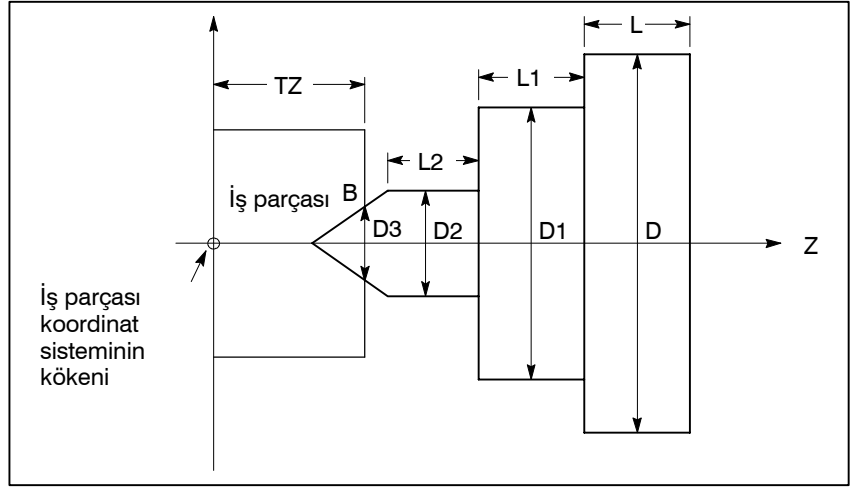 L
TZ
L1
L2
İş parçası
B
D3
D2
D1
D
Z
İş parçası
koordinat
sisteminin
kökeni